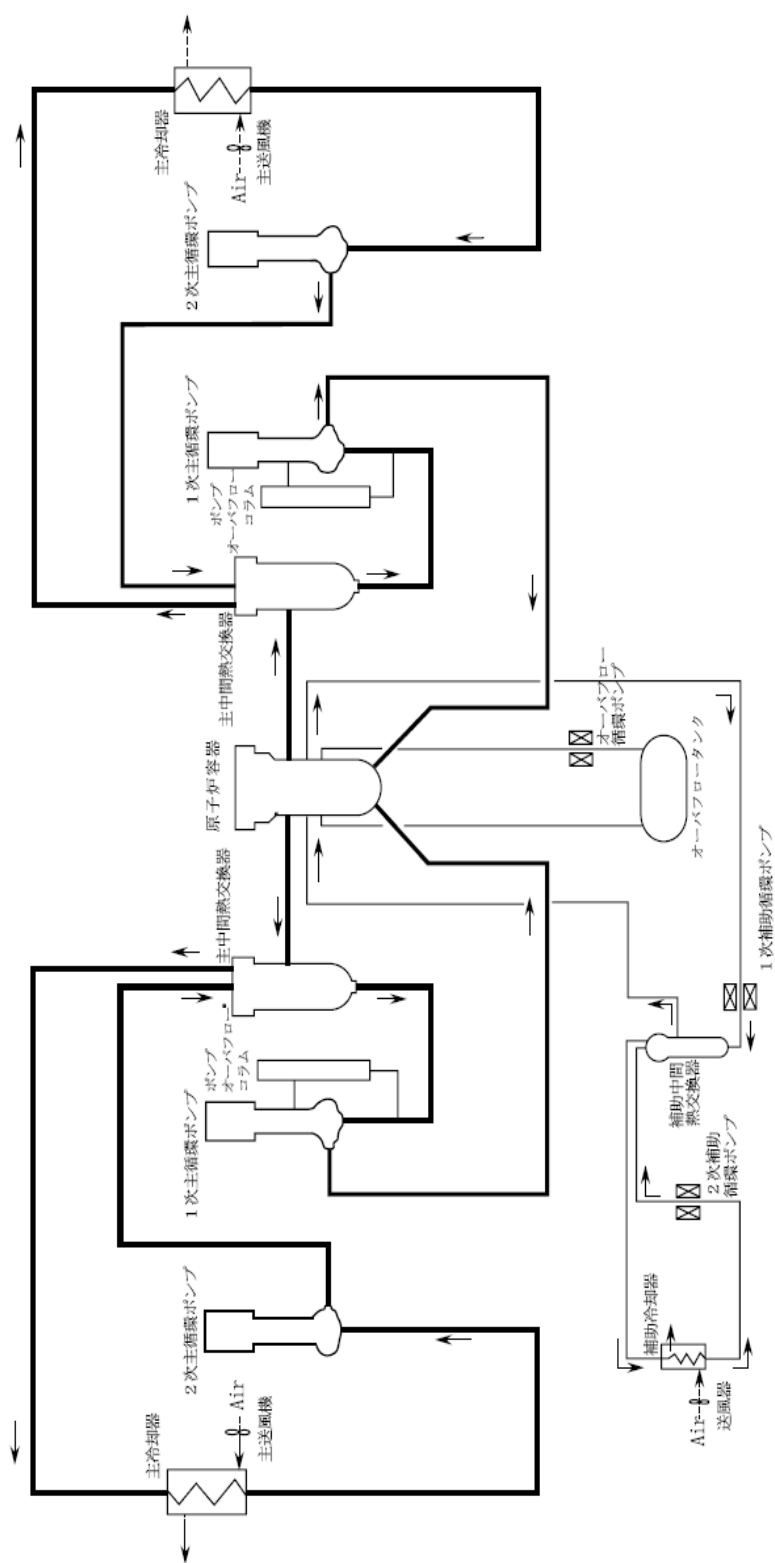 主冷却器
Air
主送風機
2次主循環ポンプ
1次主循環ポンプ
ポンプ
オーバフロー
コラム
主中間熱交換器
原子炉容器
主中間熱交換器
ポンプ
オーバフロー
コラム
1次主循環ポンプ
2次主循環ポンプ
主冷却器
Air
主送風機
オーバフロー
循環ポンプ
オーバフロータンク
1次補助循環ポンプ
補助中間
熱交換器
2次補助
循環ポンプ
補助冷却器
Air
送風器